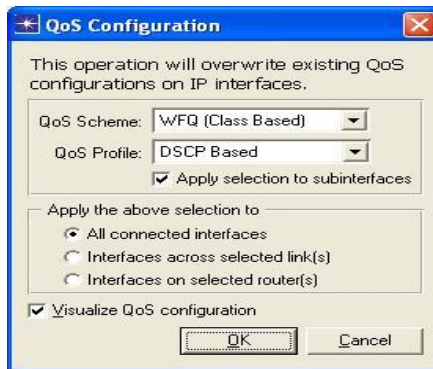 QoS Configuration
This operation will overwrite existing QoS
configurations on IP interfaces.
QoS Scheme: WFQ (Class Based)
QoS Profile: DSCP Based
Apply selection to subinterfaces
Apply the above selection to
All connected interfaces
Interfaces across selected link(s)
Interfaces on selected router(s)
Visualize QoS configuration
OK Cancel